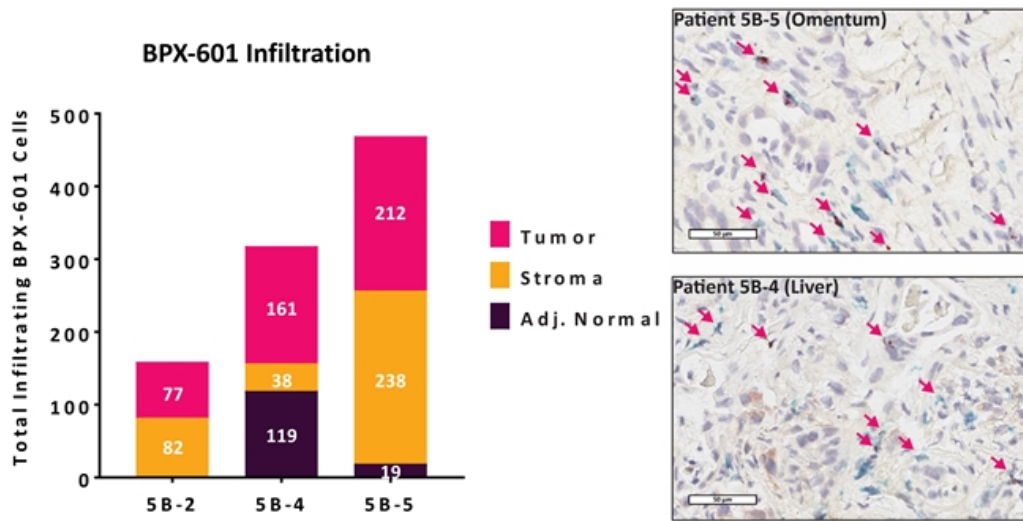 BPX-601 Infiltration
Total Infiltrating BPX-601 Cells
500
400
300
200
100
0
77
82
161
38
119
212
238
19
5B-2
5B-4
5B-5
Tumor
Stroma
Adj. Normal
Patient 5B-5 (Omentum)
50 µm
Patient 5B-4 (Liver)
50 µm